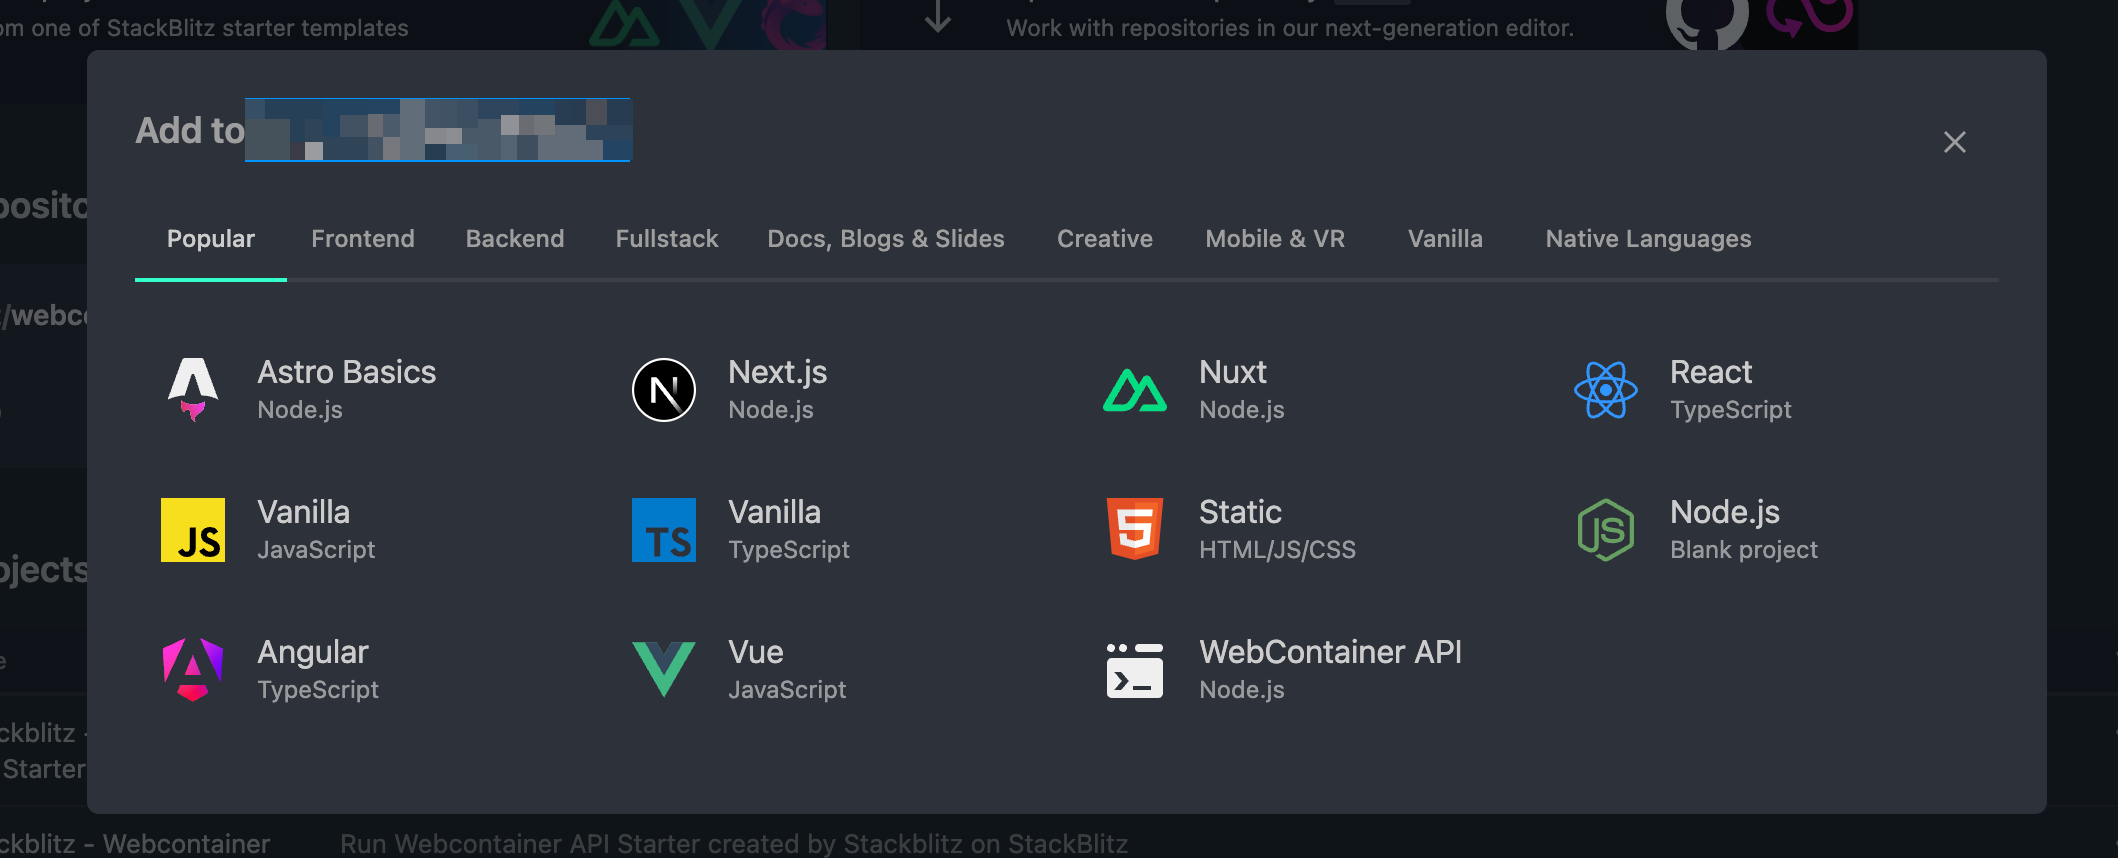 om one of StackBlitz starter templates
Work with repositories in our next-generation editor.
Add to
Popular
Frontend
Backend
Fullstack
Docs, Blogs & Slides
Creative
Mobile & VR
Vanilla
Native Languages
Astro Basics
Node.js
Next.js
Node.js
Nuxt
Node.js
React
TypeScript
JS
Vanilla
JavaScript
TS
Vanilla
TypeScript
5
Static
HTML/JS/CSS
JS
Node.js
Blank project
Angular
TypeScript
Vue
JavaScript
WebContainer API
Node.js
posito
/webc
ojects
e
ckblitz -
Starter
ckblitz - Webcontainer
Run Webcontainer API Starter created by Stackblitz on StackBlitz